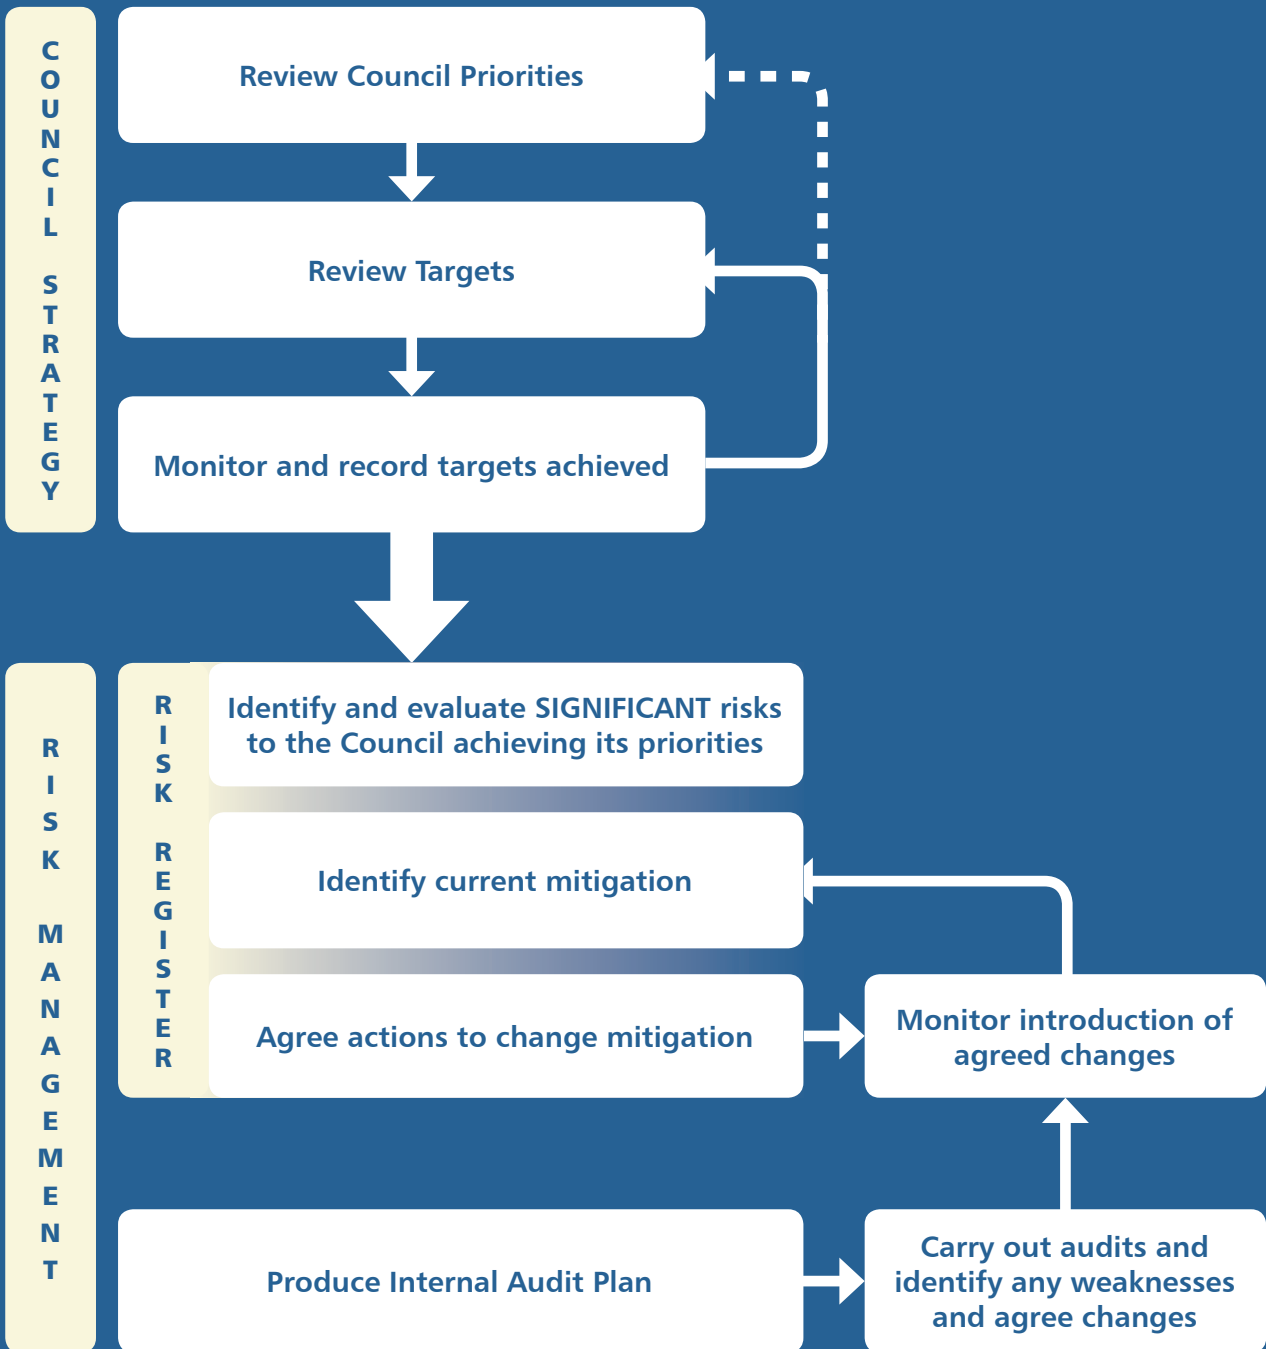 COUNCIL STRATEGY
Review Council Priorities
Review Targets
Monitor and record targets achieved
RISK MANAGEMENT
RISK REGISTER
Identify and evaluate SIGNIFICANT risks
to the Council achieving its priorities
Identify current mitigation
Agree actions to change mitigation
Monitor introduction of
agreed changes
Produce Internal Audit Plan
Carry out audits and
identify any weaknesses
and agree changes